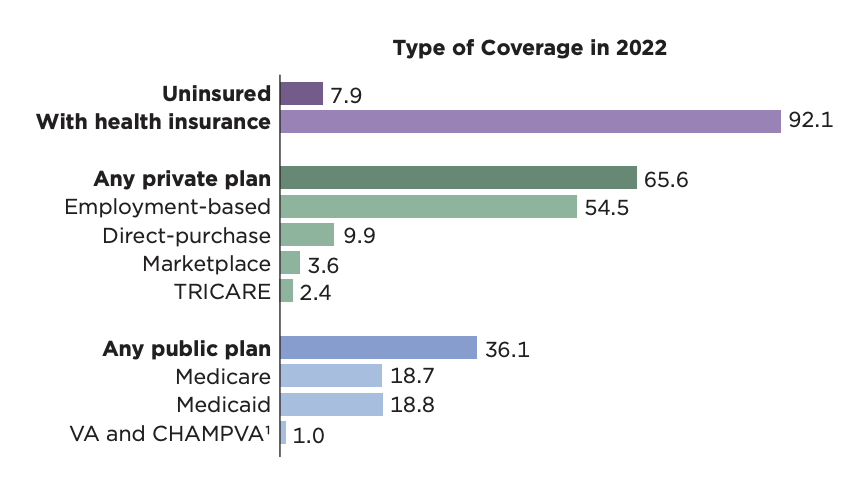 Type of Coverage in 2022
Uninsured 7.9
With health insurance 92.1
Any private plan 65.6
Employment-based 54.5
Direct-purchase 9.9
Marketplace 3.6
TRICARE 2.4
Any public plan 36.1
Medicare 18.7
Medicaid 18.8
VA and CHAMPVA¹ 1.0